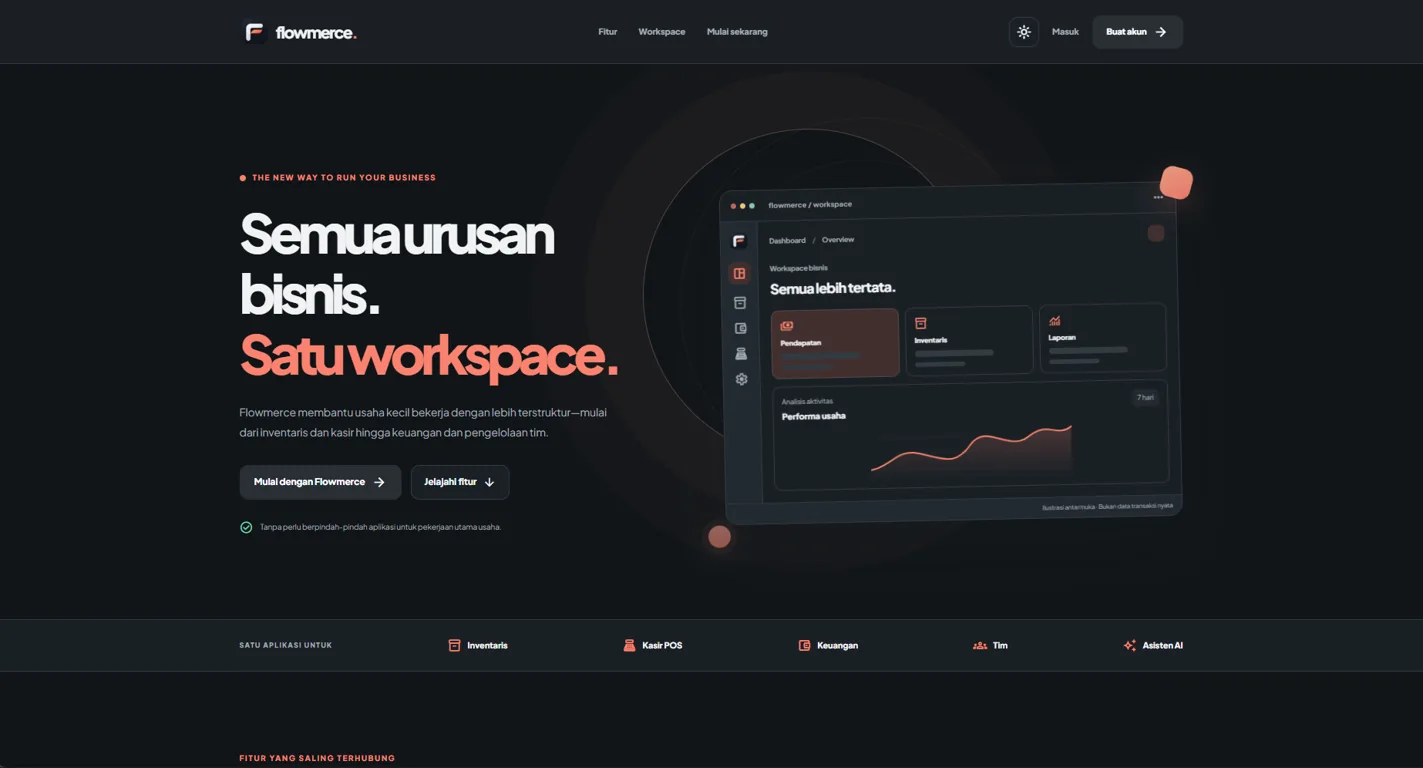 flowmerce.
Fitur
Workspace
Mulai sekarang
Masuk
Buat akun
THE NEW WAY TO RUN YOUR BUSINESS
Semua urusan
bisnis.
Satu workspace.
Flowmerce membantu usaha kecil bekerja dengan lebih terstruktur—mulai
dari inventaris dan kasir hingga keuangan dan pengelolaan tim.
Mulai dengan Flowmerce
Jelajahi fitur
Tanpa perlu berpindah-pindah aplikasi untuk pekerjaan utama usaha.
flowmerce / workspace
Dashboard / Overview
Workspace bisnis
Semua lebih tertata.
Pendapatan
Inventaris
Laporan
Analisis aktivitas
7 hari
Performa usaha
Ilustrasi antarmuka · Bukan data transaksi nyata
SATU APLIKASI UNTUK
Inventaris
Kasir POS
Keuangan
Tim
Asisten AI
FITUR YANG SALING TERHUBUNG